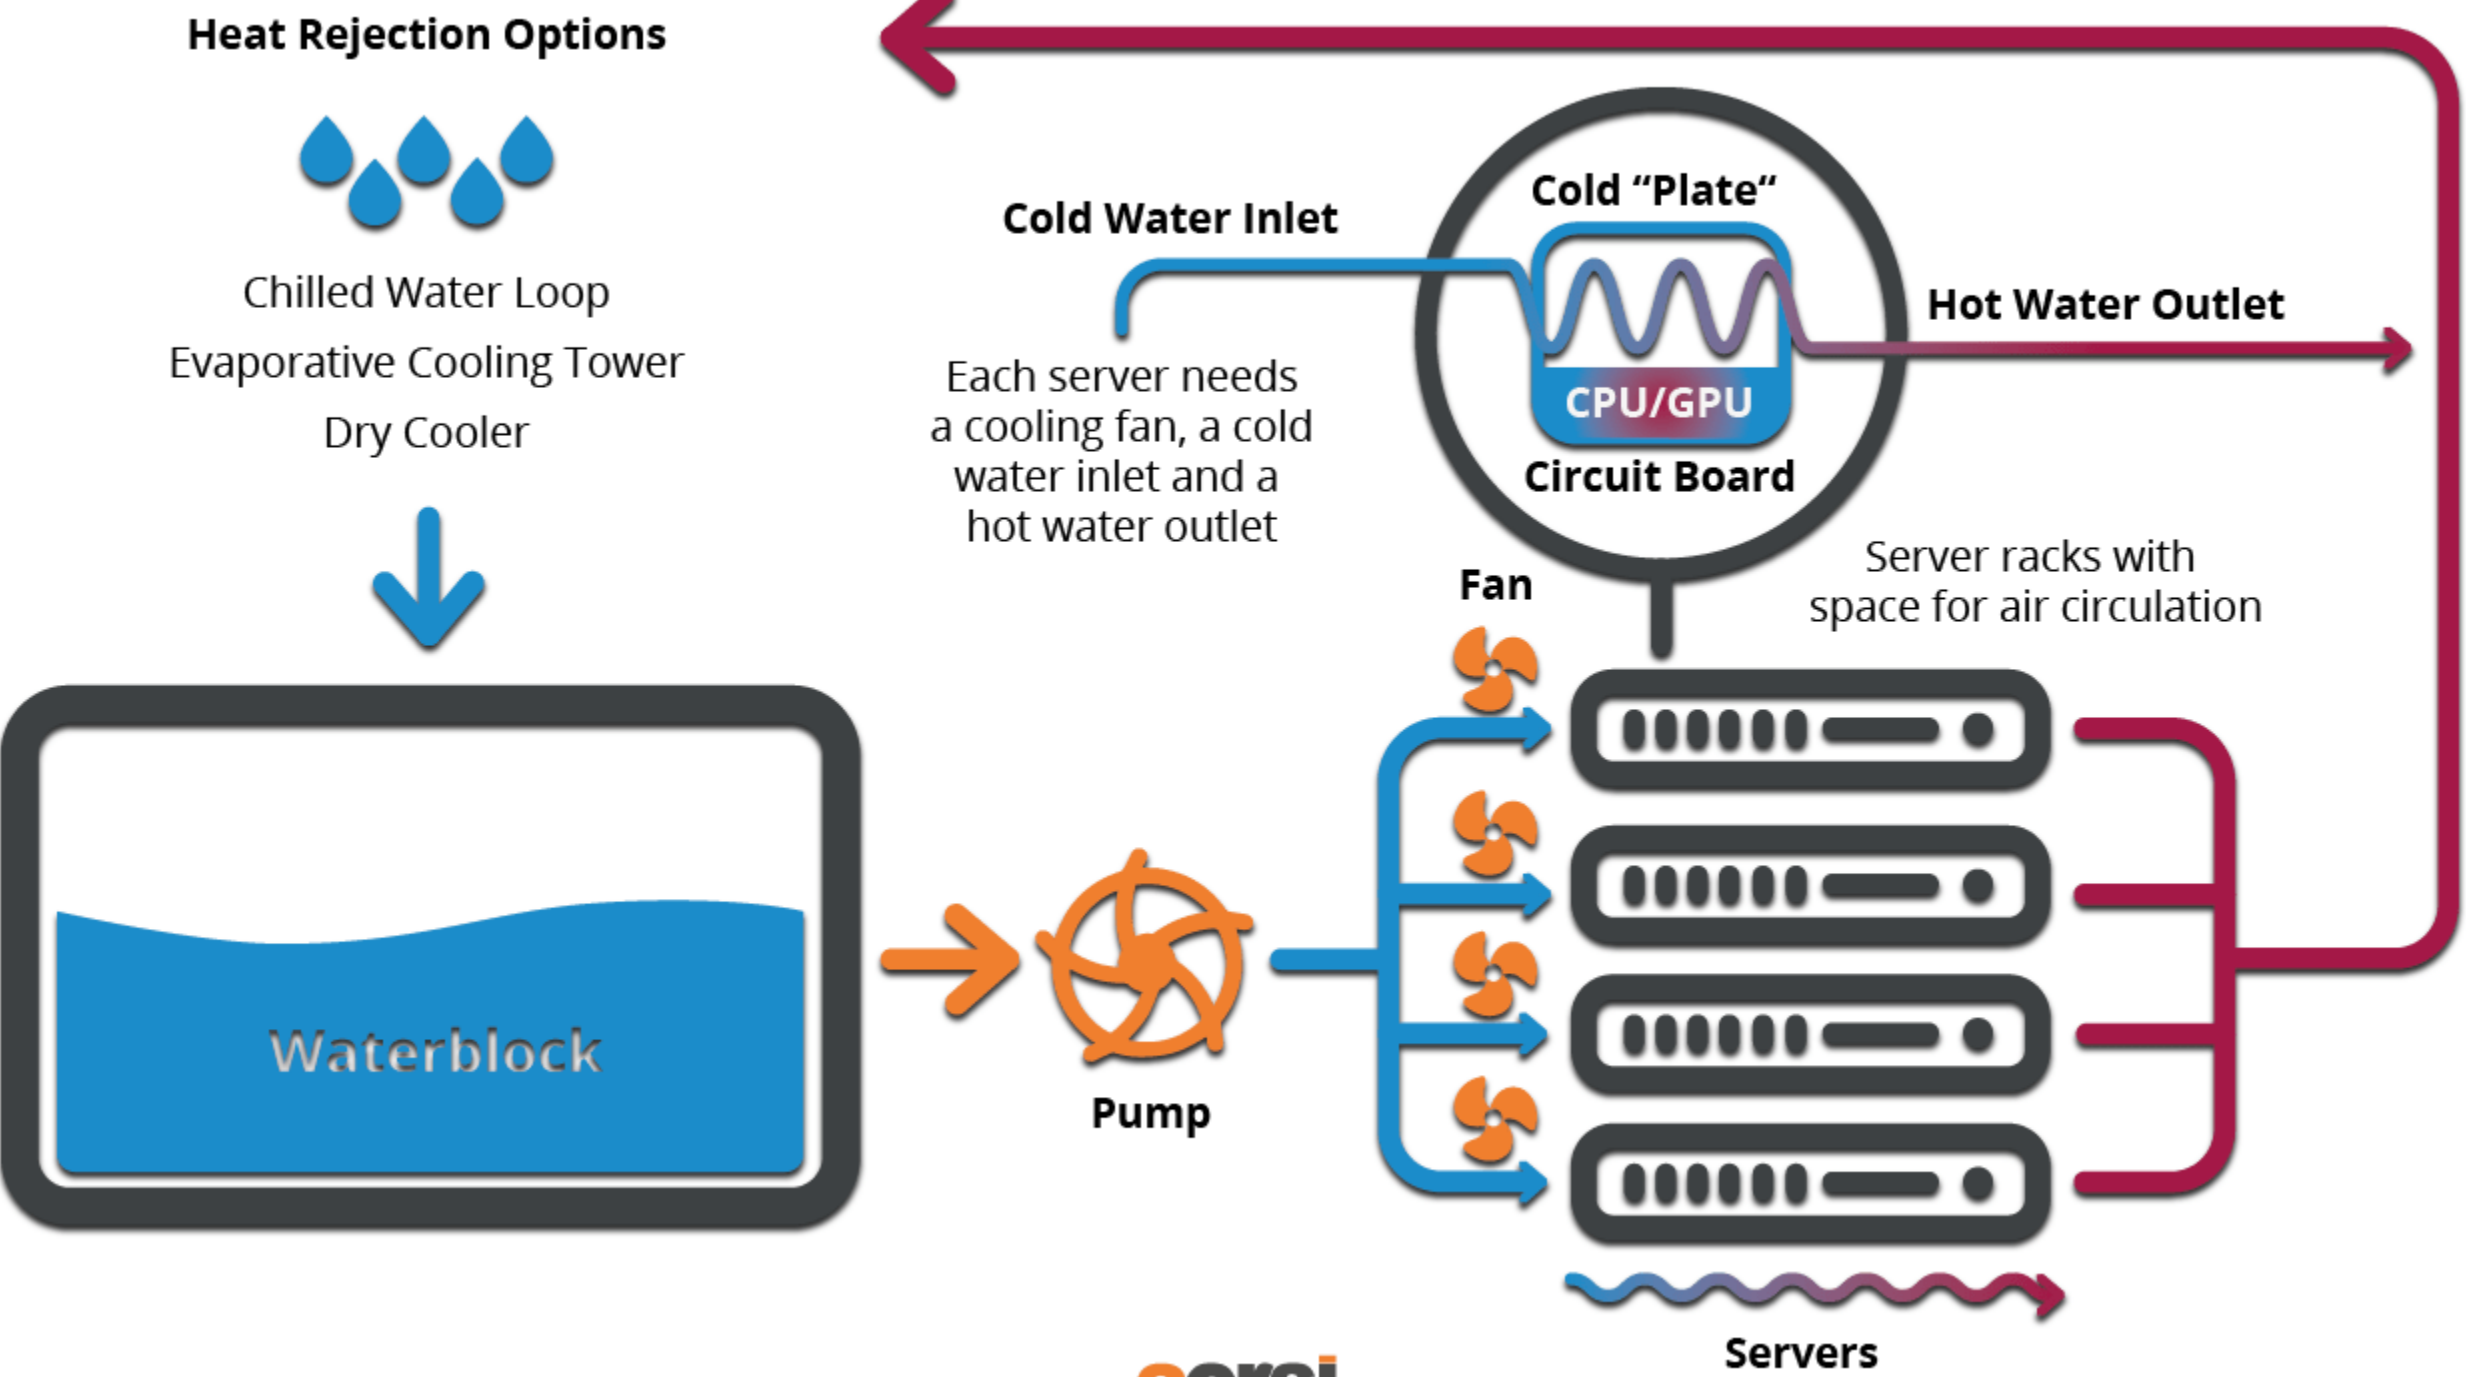 Heat Rejection Options
Chilled Water Loop
Evaporative Cooling Tower
Dry Cooler
Waterblock
Pump
Cold Water Inlet
Each server needs
a cooling fan, a cold
water inlet and a
hot water outlet
Cold “Plate“
CPU/GPU
Circuit Board
Hot Water Outlet
Fan
Server racks with
space for air circulation
Servers